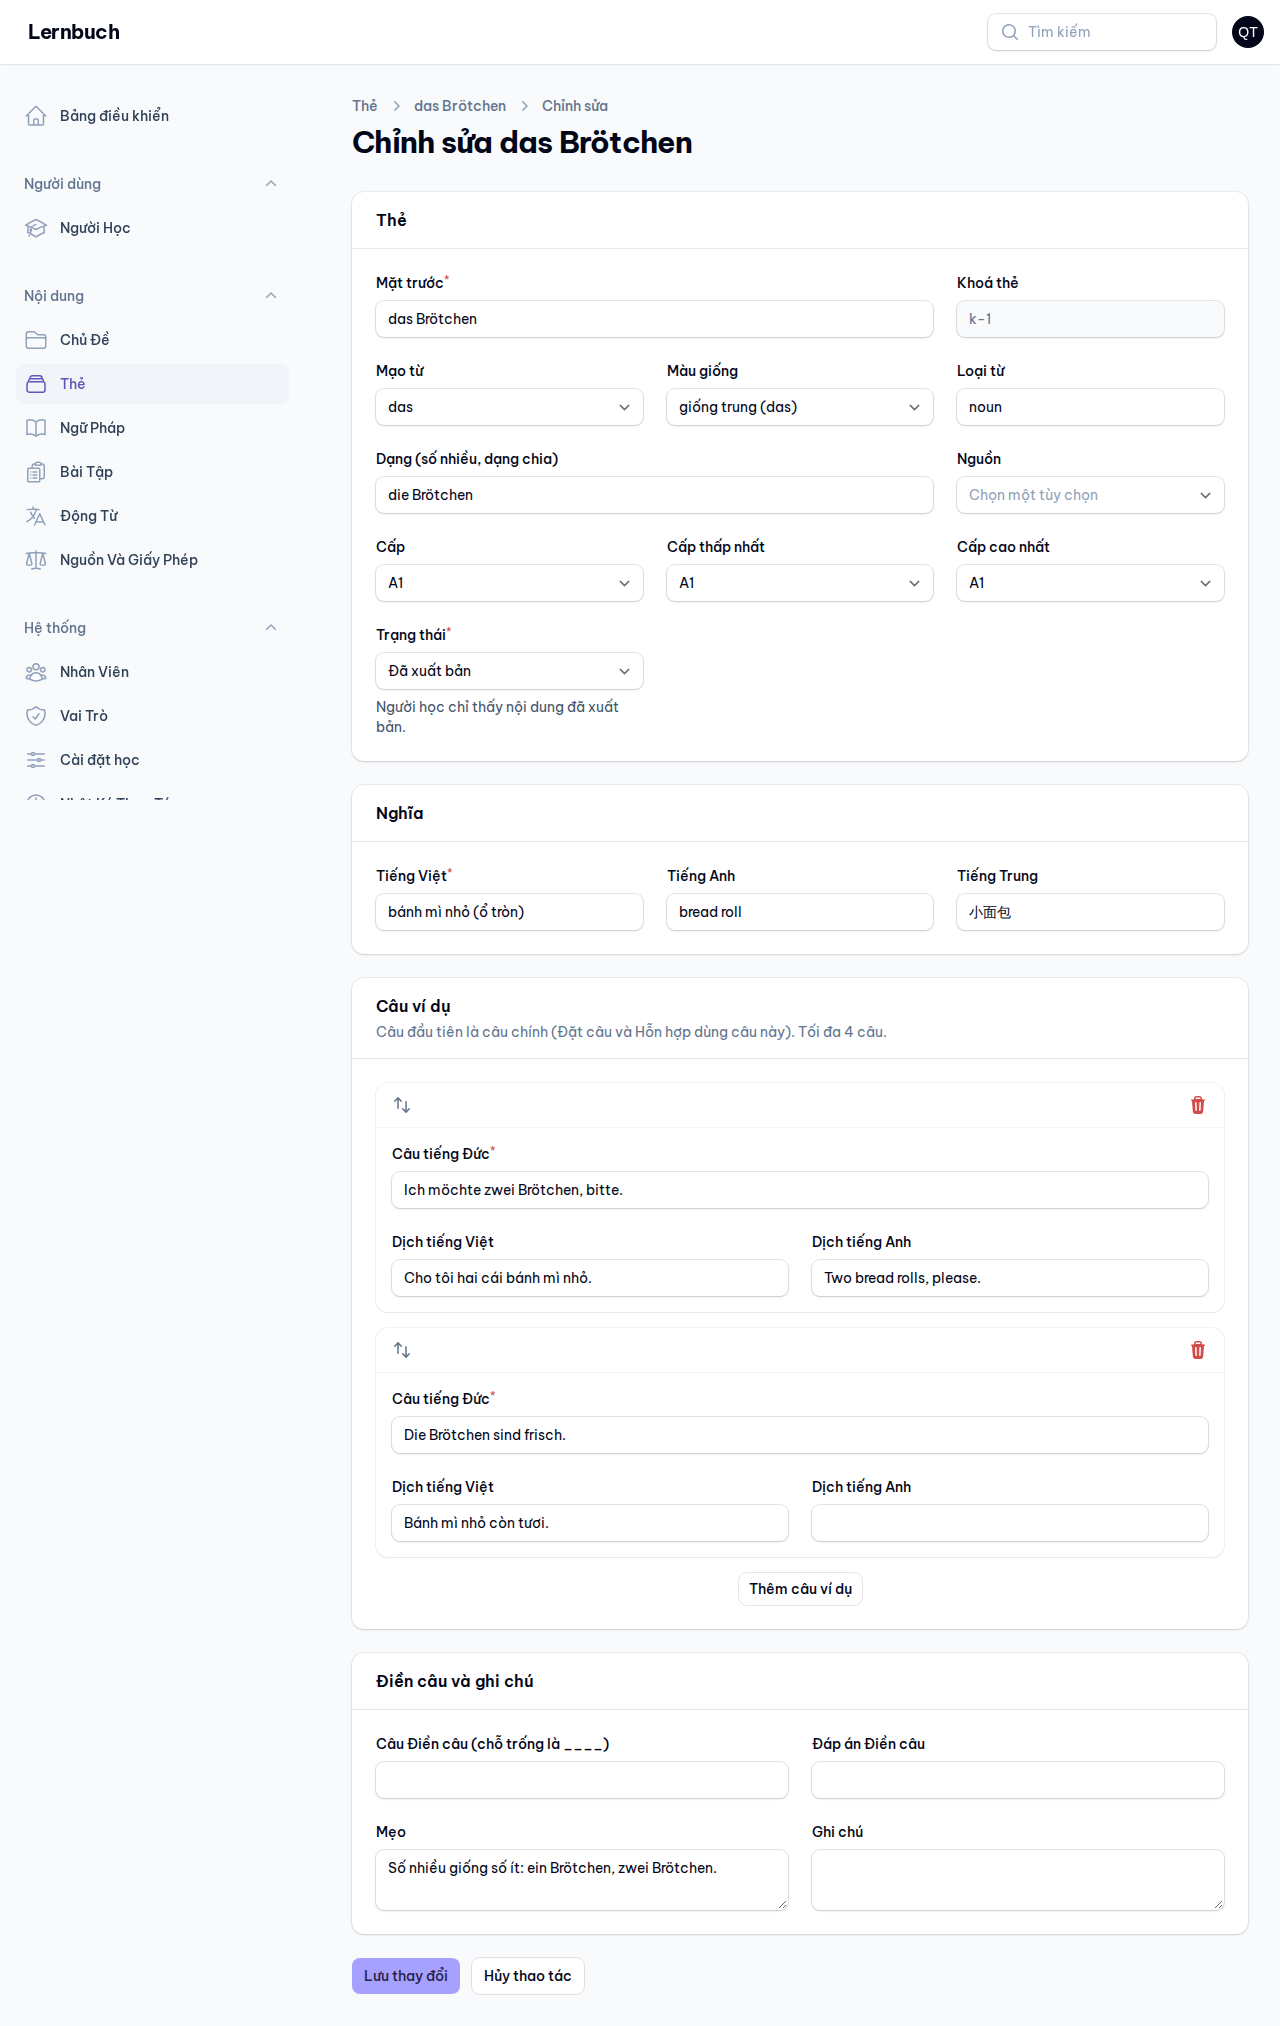 Lernbuch
Tìm kiếm
QT
Bảng điều khiển
Người dùng
Người Học
Nội dung
Chủ Đề
Thẻ
Ngữ Pháp
Bài Tập
Động Từ
Nguồn Và Giấy Phép
Hệ thống
Nhân Viên
Vai Trò
Cài đặt học
Thẻ > das Brötchen > Chỉnh sửa
Chỉnh sửa das Brötchen
Thẻ
Mặt trước* Khoá thẻ
das Brötchen k-1
Mạo từ Màu giống Loại từ
das giống trung (das) noun
Dạng (số nhiều, dạng chia) Nguồn
die Brötchen Chọn một tùy chọn
Cấp Cấp thấp nhất Cấp cao nhất
A1 A1 A1
Trạng thái*
Đã xuất bản
Người học chỉ thấy nội dung đã xuất
bản.
Nghĩa
Tiếng Việt* Tiếng Anh Tiếng Trung
bánh mì nhỏ (ổ tròn) bread roll 小面包
Câu ví dụ
Câu đầu tiên là câu chính (Đặt câu và Hỗn hợp dùng câu này). Tối đa 4 câu.
Câu tiếng Đức*
Ich möchte zwei Brötchen, bitte.
Dịch tiếng Việt Dịch tiếng Anh
Cho tôi hai cái bánh mì nhỏ. Two bread rolls, please.
Câu tiếng Đức*
Die Brötchen sind frisch.
Dịch tiếng Việt Dịch tiếng Anh
Bánh mì nhỏ còn tươi.
Thêm câu ví dụ
Điền câu và ghi chú
Câu Điền câu (chỗ trống là ____) Đáp án Điền câu
Mẹo Ghi chú
Số nhiều giống số ít: ein Brötchen, zwei Brötchen.
Lưu thay đổi Hủy thao tác